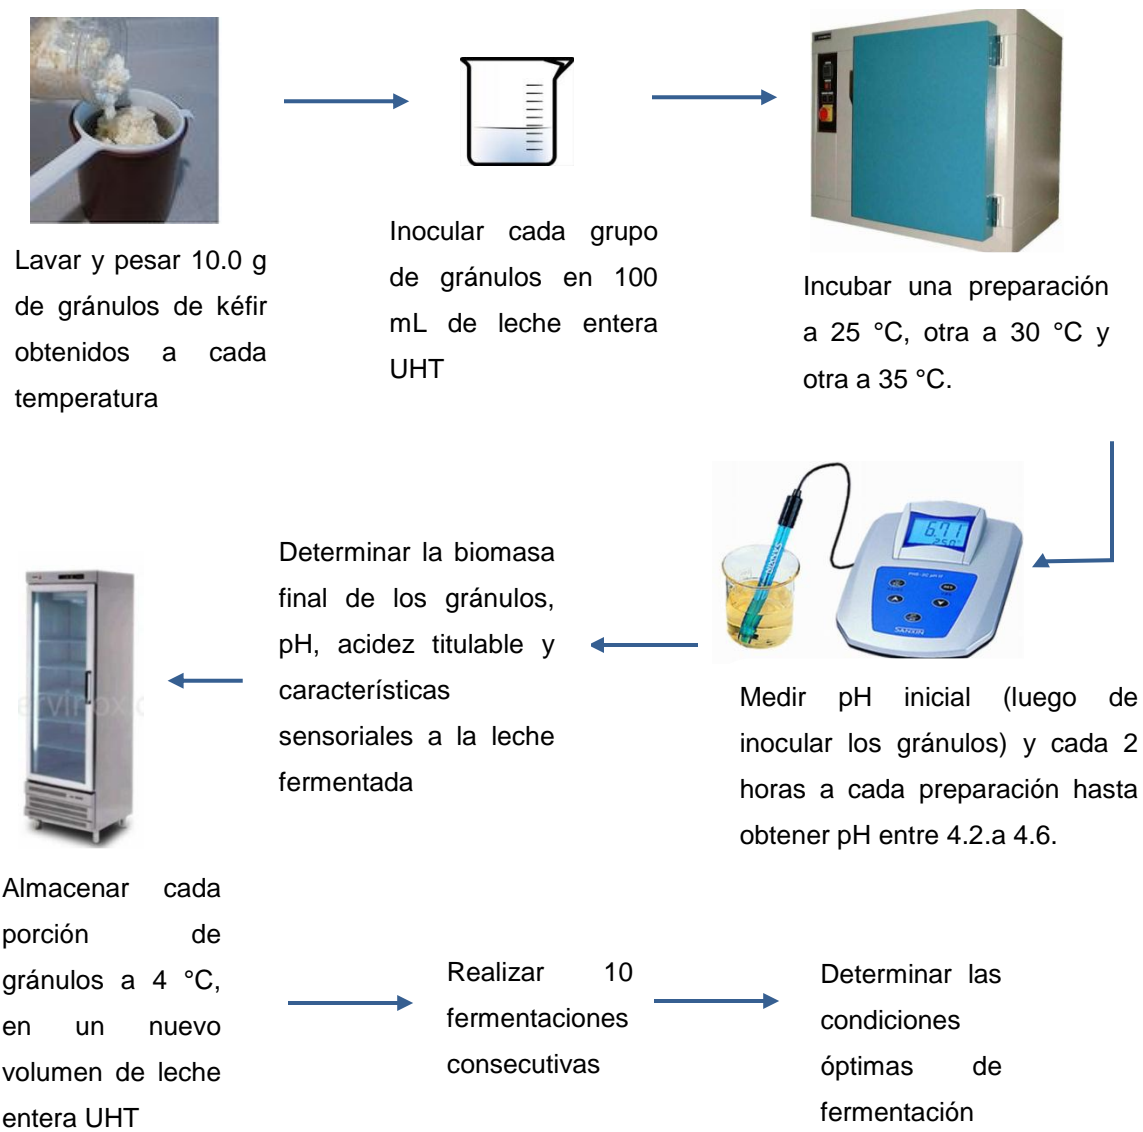 Lavar y pesar 10.0 g
de gránulos de kéfir
obtenidos a cada
temperatura
Inocular cada grupo
de gránulos en 100
mL de leche entera
UHT
Incubar una preparación
a 25 °C, otra a 30 °C y
otra a 35 °C.
6.71
25.0
SANXIN
Medir pH inicial (luego de
inocular los gránulos) y cada 2
horas a cada preparación hasta
obtener pH entre 4.2.a 4.6.
Determinar la biomasa
final de los gránulos,
pH, acidez titulable y
características
sensoriales a la leche
fermentada
Almacenar cada
porción de
gránulos a 4 °C,
en un nuevo
volumen de leche
entera UHT
Realizar 10
fermentaciones
consecutivas
Determinar las
condiciones
óptimas de
fermentación